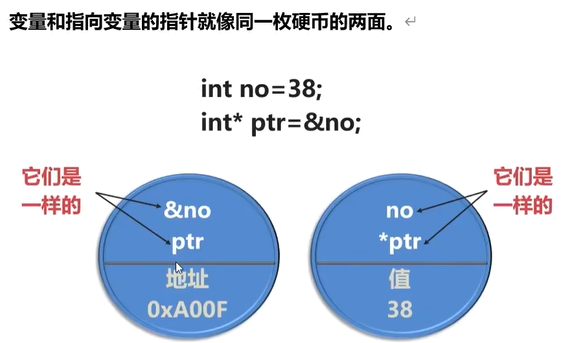 变量和指向变量的指针就像同一枚硬币的两面。
int no=38;
int* ptr=&no;
它们是
一样的
&no
ptr
地址
0xA00F
no
*ptr
值
38
它们是
一样的